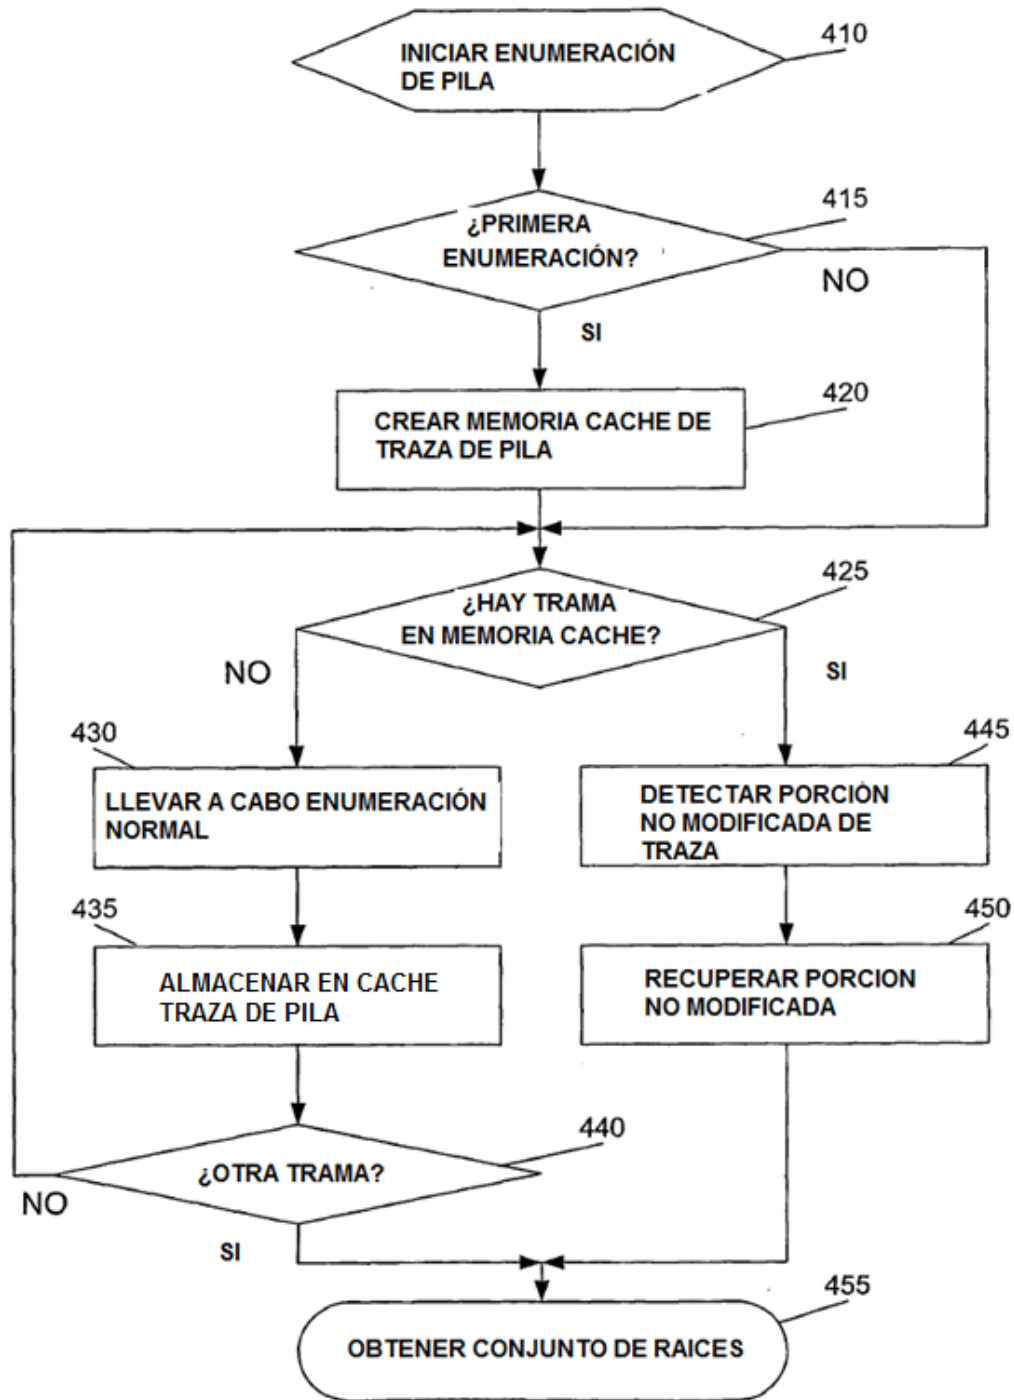 410
INICIAR ENUMERACIÓN
DE PILA
415
¿PRIMERA
ENUMERACIÓN?
NO
SI
420
CREAR MEMORIA CACHE DE
TRAZA DE PILA
425
¿HAY TRAMA
EN MEMORIA CACHE?
NO
SI
430
LLEVAR A CABO ENUMERACIÓN
NORMAL
445
DETECTAR PORCIÓN
NO MODIFICADA DE
TRAZA
435
ALMACENAR EN CACHE
TRAZA DE PILA
450
RECUPERAR PORCION
NO MODIFICADA
440
¿OTRA TRAMA?
NO
SI
455
OBTENER CONJUNTO DE RAICES